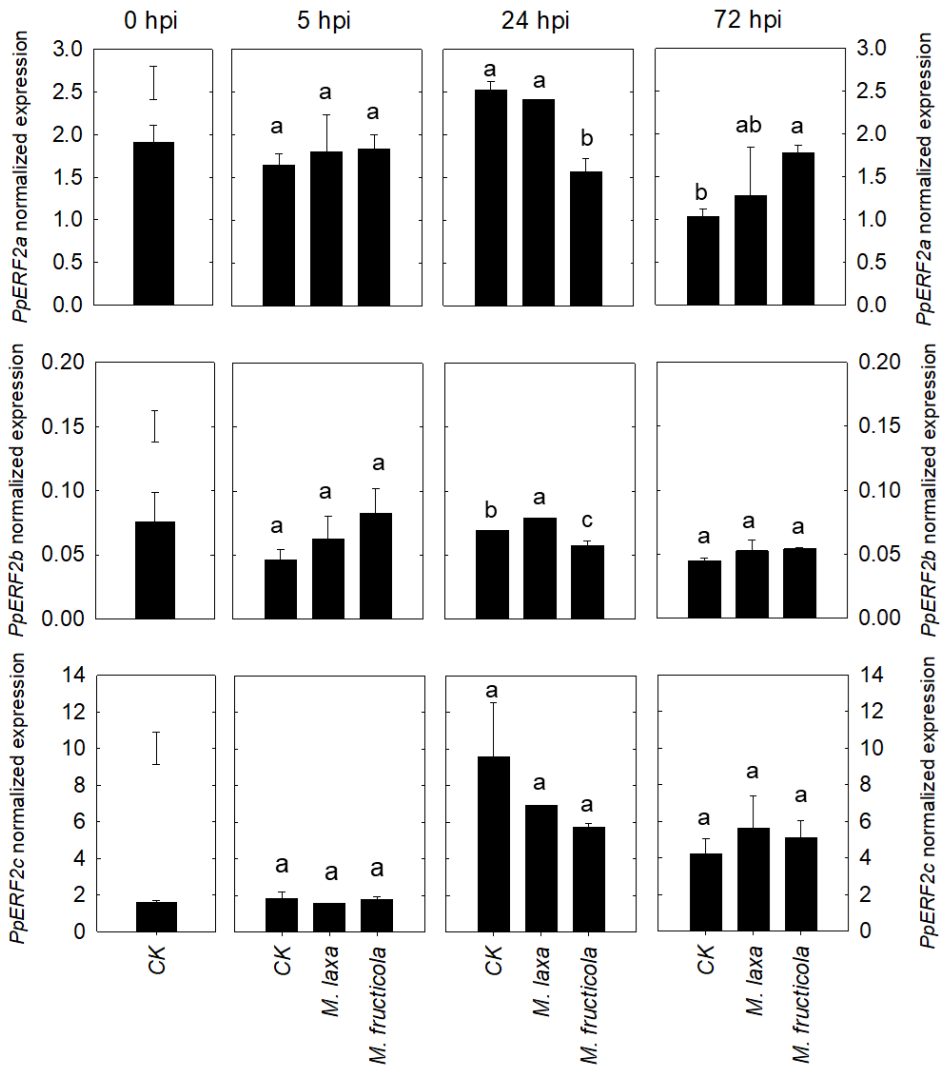 0 hpi 5 hpi 24 hpi 72 hpi
PpERF2a normalized expression
3.0
2.5
2.0
1.5
1.0
0.5
0.0
a a a
a a b
b ab a
3.0
2.5
2.0
1.5
1.0
0.5
0.0
PpERF2a normalized expression
PpERF2b normalized expression
0.20
0.15
0.10
0.05
0.00
a a a
b a c
a a a
0.20
0.15
0.10
0.05
0.00
PpERF2b normalized expression
PpERF2c normalized expression
14
12
10
8
6
4
2
0
a a a
a a a
a a a
14
12
10
8
6
4
2
0
PpERF2c normalized expression
CK
CK
M. laxa
M. fructicola
CK
M. laxa
M. fructicola
CK
M. laxa
M. fructicola